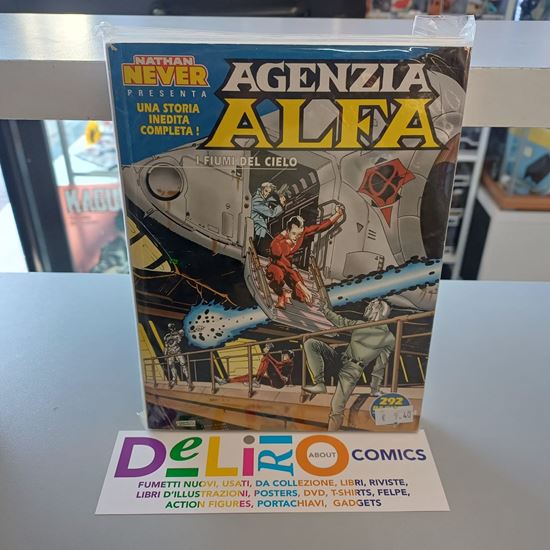 NATHAN
NEVER
PRESENTA
UNA STORIA
INEDITA
COMPLETA !
AGENZIA
ALFA
I FIUMI DEL CIELO
292
DeLiRiO
ABOUT
COMICS
FUMETTI NUOVI, USATI, DA COLLEZIONE, LIBRI, RIVISTE,
LIBRI D'ILLUSTRAZIONI, POSTERS, DVD, T-SHIRTS, FELPE,
ACTION FIGURES, PORTACHIAVI, GADGETS